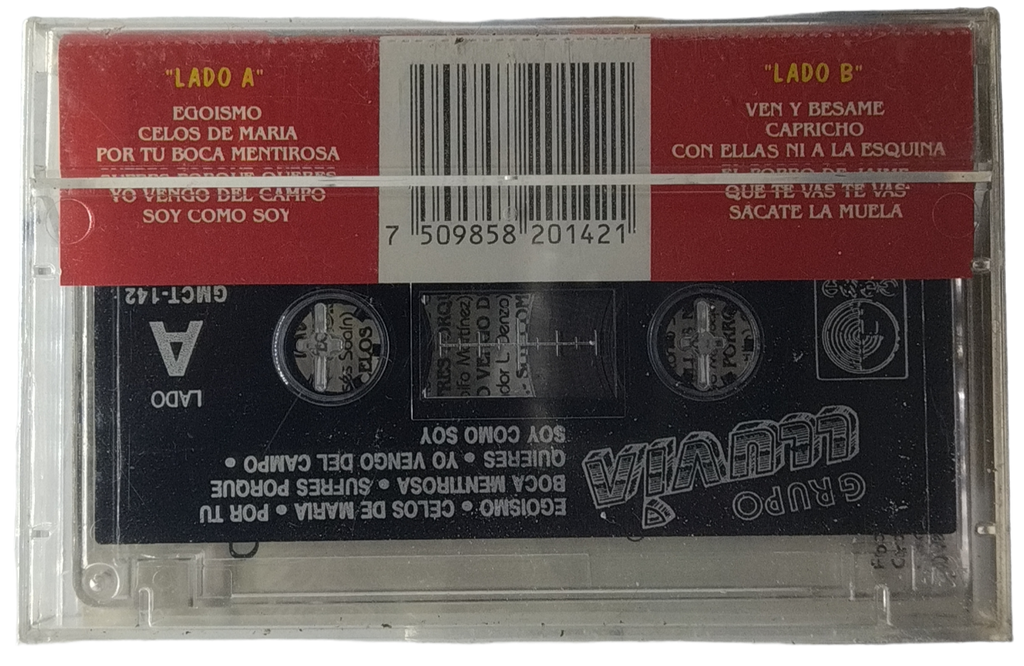 "LADO A"
EGOISMO
CELOS DE MARIA
POR TU BOCA MENTIROSA
SUFRES PORQUE QUIERES
YO VENGO DEL CAMPO
SOY COMO SOY
7 509858 201421
"LADO B"
VEN Y BESAME
CAPRICHO
CON ELLAS NI A LA ESQUINA
EL PORRO DE JAIME
QUE TE VAS TE VAS
SACATE LA MUELA
GRUPO
LLUVIA
EGOISMO • CELOS DE MARIA • POR TU
BOCA MENTIROSA • SUFRES PORQUE
QUIERES • YO VENGO DEL CAMPO •
SOY COMO SOY
LADO
A
GMCT-142